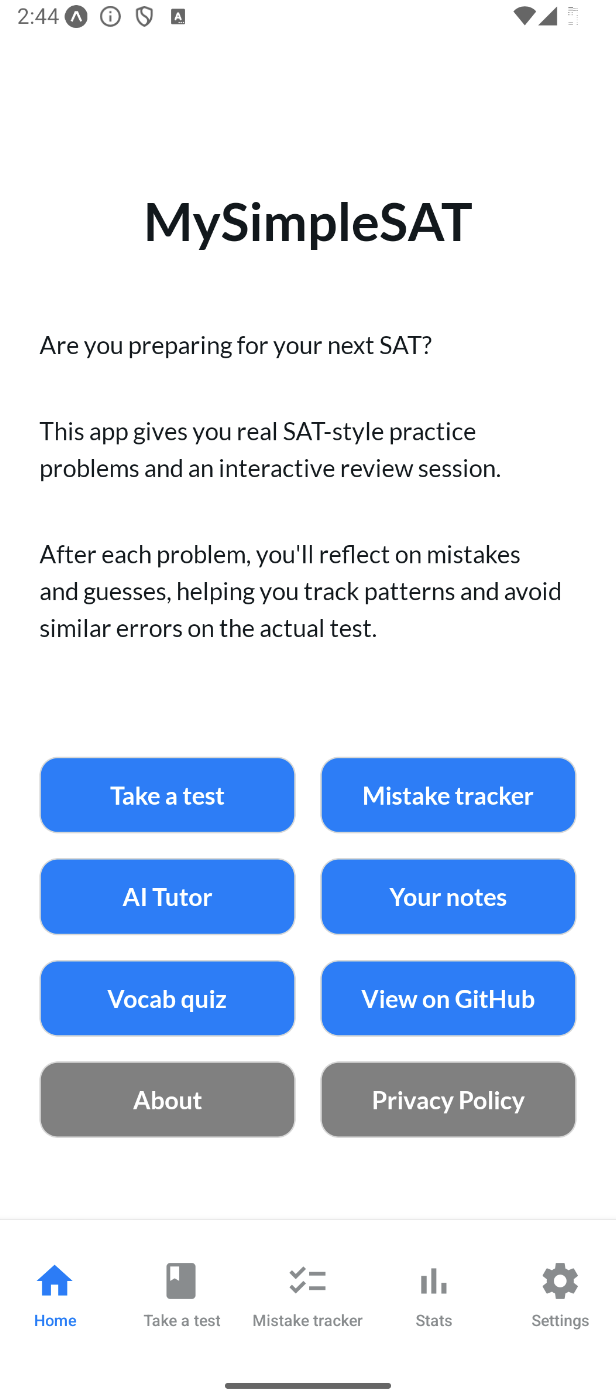 2:44
MySimpleSAT
Are you preparing for your next SAT?
This app gives you real SAT-style practice
problems and an interactive review session.
After each problem, you'll reflect on mistakes
and guesses, helping you track patterns and avoid
similar errors on the actual test.
Take a test
Mistake tracker
AI Tutor
Your notes
Vocab quiz
View on GitHub
About
Privacy Policy
Home
Take a test
Mistake tracker
Stats
Settings